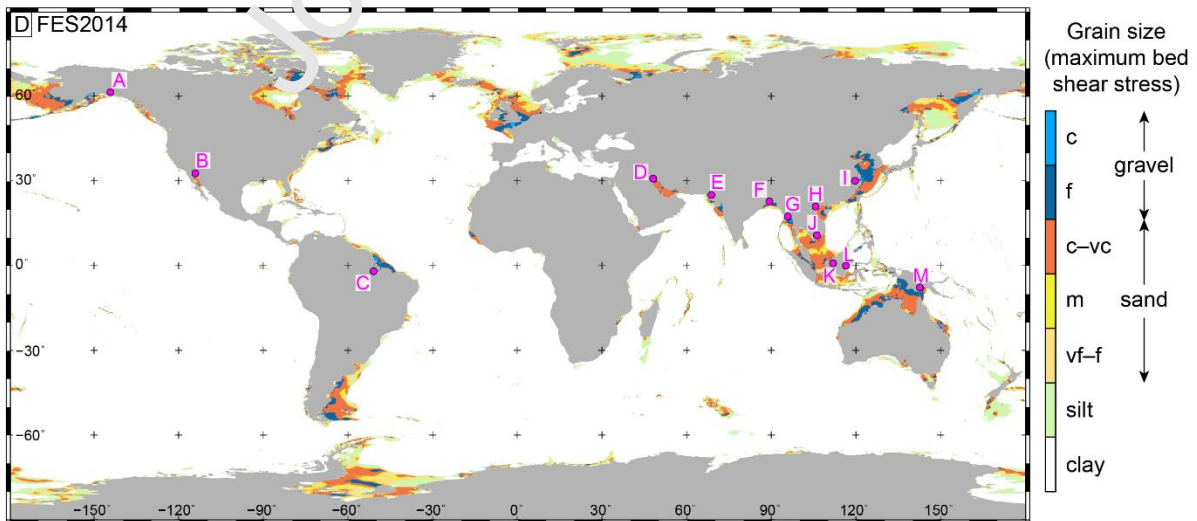 D FES2014
Jo
A
B
C
D
E
F
G
H
I
J
K
L
M
60
30
0
−30
−60
−150° −120° −90° −60° −30° 0° 30° 60° 90° 120° 150°
Grain size
(maximum bed
shear stress)
c
f
gravel
c–vc
m
sand
vf–f
silt
clay